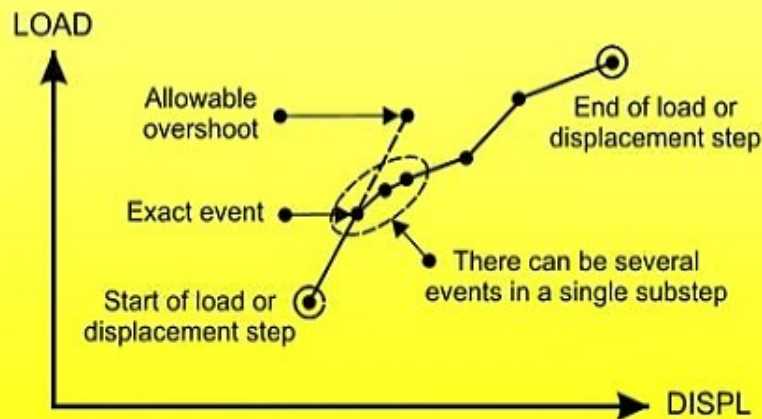 LOAD
Allowable
overshoot
End of load or
displacement step
Exact event
There can be several
events in a single substep
Start of load or
displacement step
DISPL